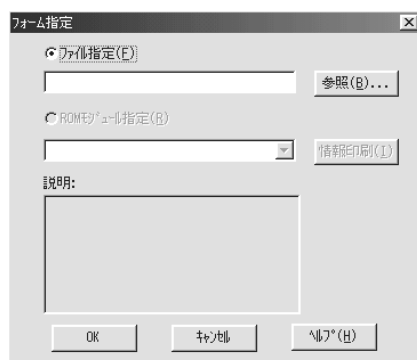 フォーム指定
ﾌｧｲﾙ指定(F)
参照(B)...
ROMﾓｼﾞｭｰﾙ指定(R)
情報印刷(I)
説明:
OK
ｷｬﾝｾﾙ
ﾍﾙﾌﾟ(H)